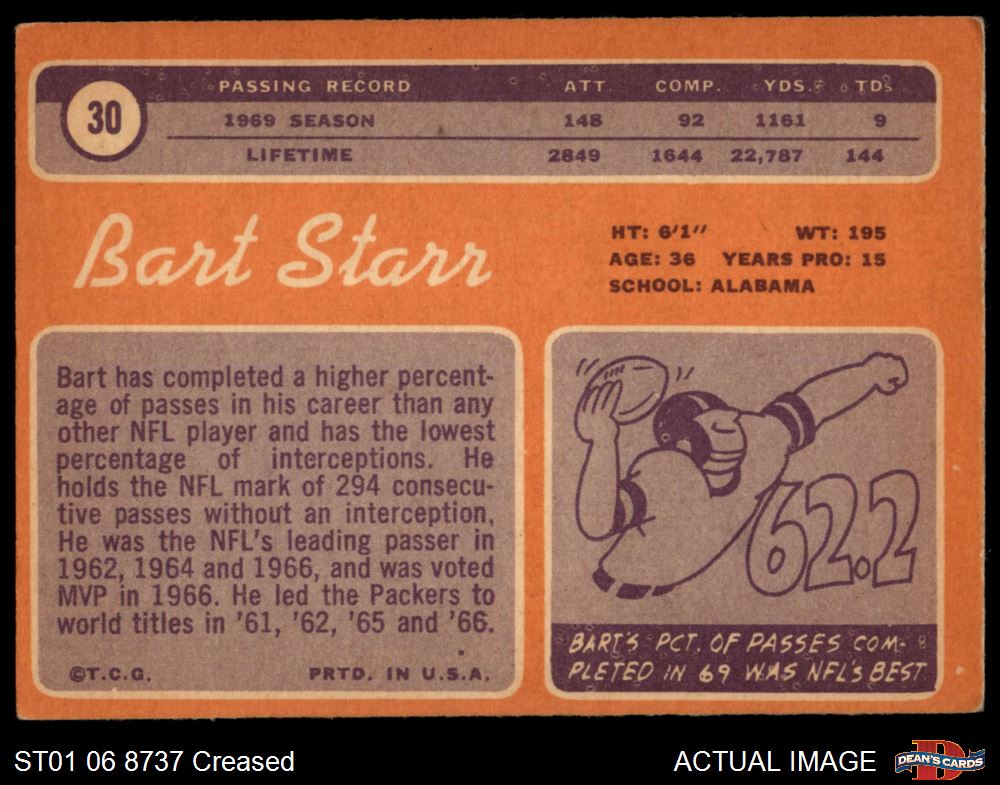 30
PASSING RECORD ATT. COMP. YDS. TDs
1969 SEASON 148 92 1161 9
LIFETIME 2849 1644 22,787 144
Bart Starr
HT: 6'1" WT: 195
AGE: 36 YEARS PRO: 15
SCHOOL: ALABAMA
Bart has completed a higher percent-
age of passes in his career than any
other NFL player and has the lowest
percentage of interceptions. He
holds the NFL mark of 294 consecu-
tive passes without an interception,
He was the NFL's leading passer in
1962, 1964 and 1966, and was voted
MVP in 1966. He led the Packers to
world titles in '61, '62, '65 and '66.
©T.C.G. PRTD. IN U.S.A.
62.2
BART'S PCT. OF PASSES COM-
PLETED IN 69 WAS NFL'S BEST
ST01 06 8737 Creased
ACTUAL IMAGE
D
DEAN'S CARDS